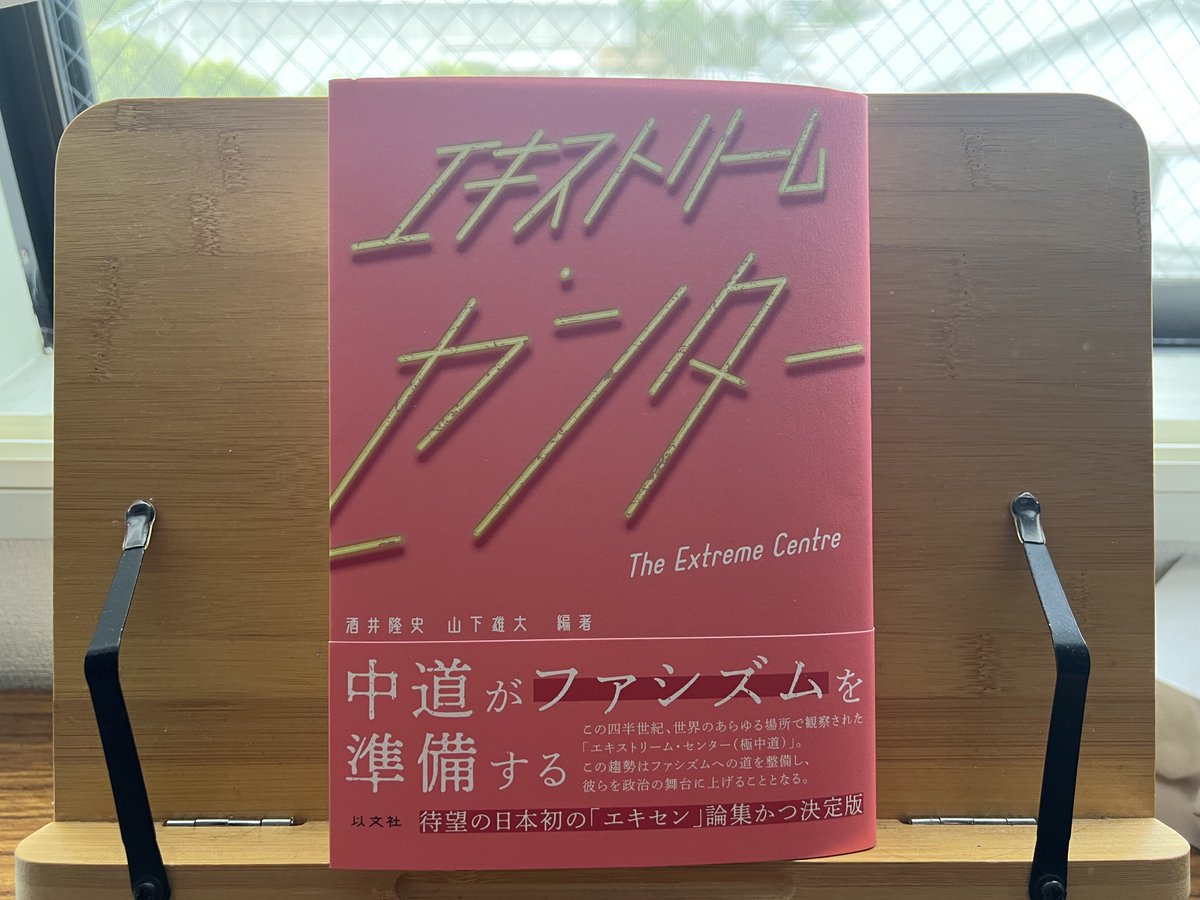 エキストリーム
・
センター
The Extreme Centre
酒井隆史 山下雄大 編著
中道がファシズムを
準備する
この四半世紀、世界のあらゆる場所で観察された
「エキストリーム・センター(極中道)」。
この趨勢はファシズムへの道を整備し、
彼らを政治の舞台に上げることとなる。
以文社
待望の日本初の「エキセン」論集かつ決定版